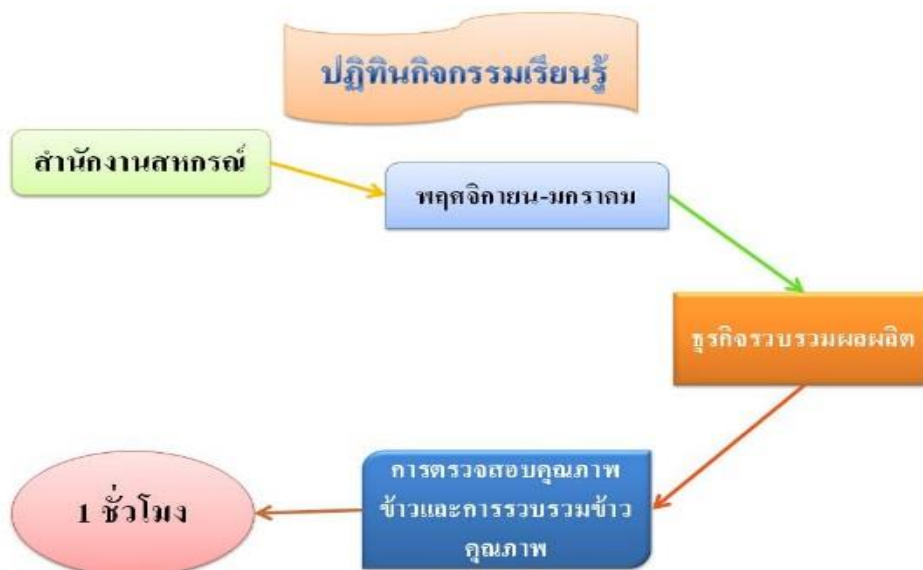 ปฏิทินกิจกรรมเรียนรู้
สำนักงานสหกรณ์
พฤศจิกายน-มกราคม
ธุรกิจรวบรวมผลผลิต
การตรวจสอบคุณภาพ
ข้าวและการรวบรวมข้าว
คุณภาพ
1 ชั่วโมง